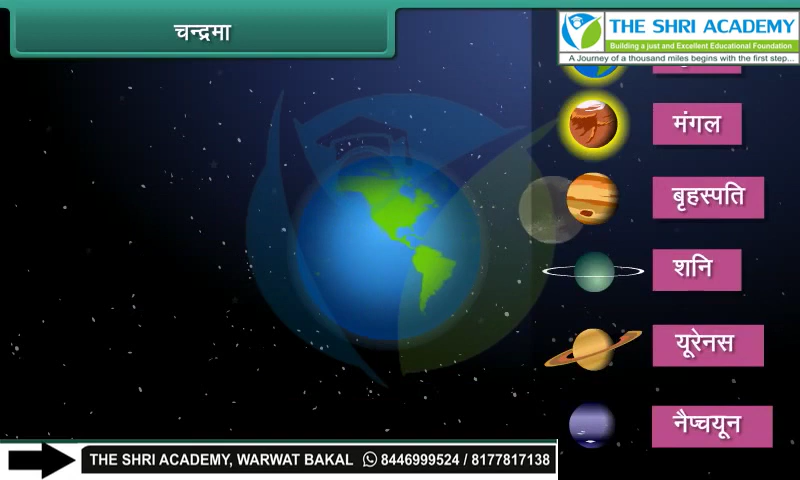 चन्द्रमा
THE SHRI ACADEMY
Building a just and Excellent Educational Foundation
A Journey of a thousand miles begins with the first step...
मंगल
बृहस्पति
शनि
यूरेनस
नैप्चयून
THE SHRI ACADEMY, WARWAT BAKAL 8446999524 / 8177817138